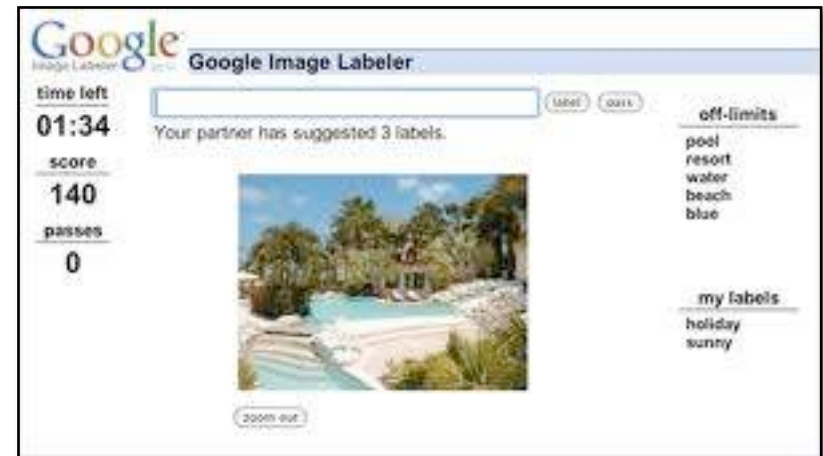 Google
Image Labeler
Google Image Labeler
time left
01:34
score
140
passes
0
label
pass
Your partner has suggested 3 labels.
zoom out
off-limits
pool
resort
water
beach
blue
my labels
holiday
sunny